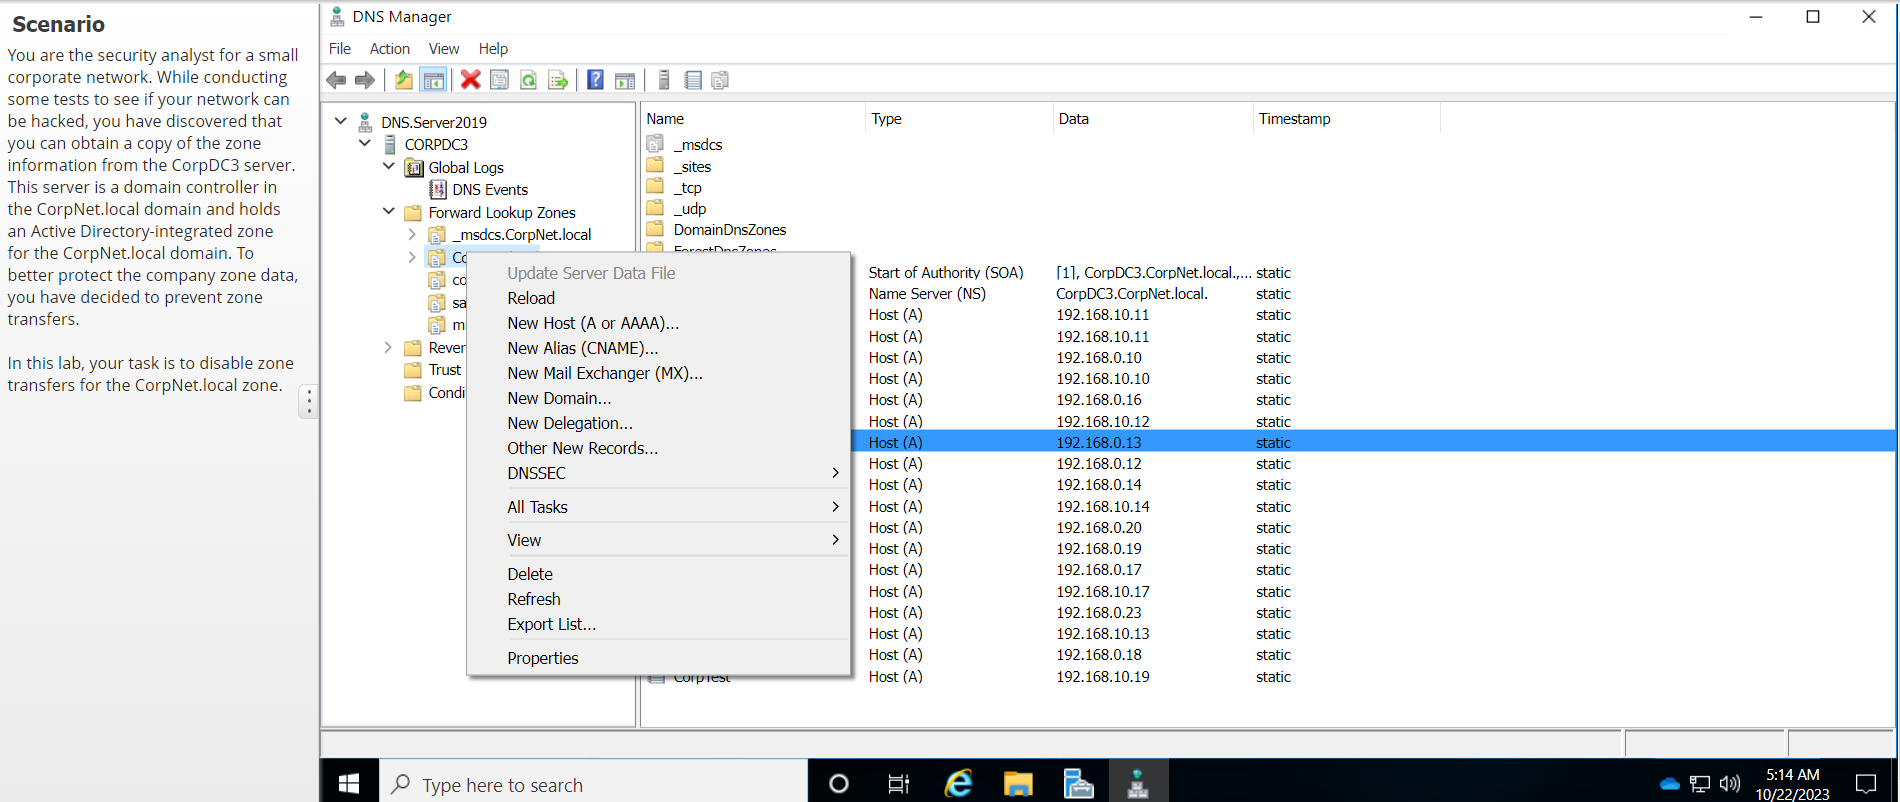 Scenario
You are the security analyst for a small
corporate network. While conducting
some tests to see if your network can
be hacked, you have discovered that
you can obtain a copy of the zone
information from the CorpDC3 server.
This server is a domain controller in
the CorpNet.local domain and holds
an Active Directory-integrated zone
for the CorpNet.local domain. To
better protect the company zone data,
you have decided to prevent zone
transfers.
In this lab, your task is to disable zone
transfers for the CorpNet.local zone.
DNS Manager
File Action View Help
DNS.Server2019
CORPDC3
Global Logs
DNS Events
Forward Lookup Zones
_msdcs.CorpNet.local
Co
co
sa
m
Rever
Trust
Condi
Update Server Data File
Reload
New Host (A or AAAA)...
New Alias (CNAME)...
New Mail Exchanger (MX)...
New Domain...
New Delegation...
Other New Records...
DNSSEC
All Tasks
View
Delete
Refresh
Export List...
Properties
Name Type Data Timestamp
_msdcs
_sites
_tcp
_udp
DomainDnsZones
ForestDnsZones
Start of Authority (SOA) [1], CorpDC3.CorpNet.local.,... static
Name Server (NS) CorpDC3.CorpNet.local. static
Host (A) 192.168.10.11 static
Host (A) 192.168.10.11 static
Host (A) 192.168.0.10 static
Host (A) 192.168.10.10 static
Host (A) 192.168.0.16 static
Host (A) 192.168.10.12 static
Host (A) 192.168.0.13 static
Host (A) 192.168.0.12 static
Host (A) 192.168.0.14 static
Host (A) 192.168.10.14 static
Host (A) 192.168.0.20 static
Host (A) 192.168.0.19 static
Host (A) 192.168.0.17 static
Host (A) 192.168.10.17 static
Host (A) 192.168.0.23 static
Host (A) 192.168.10.13 static
Host (A) 192.168.0.18 static
CorpTest Host (A) 192.168.10.19 static
Type here to search
5:14 AM
10/22/2023